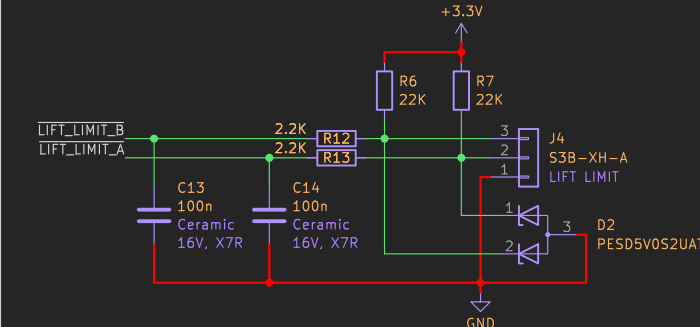 +3.3V
R6
22K
R7
22K
LIFT_LIMIT_B
2.2K
R12
LIFT_LIMIT_A
2.2K
R13
3
2
1
J4
S3B-XH-A
LIFT LIMIT
C13
100n
Ceramic
16V, X7R
C14
100n
Ceramic
16V, X7R
1
2
3
D2
PESD5V0S2UAT
GND